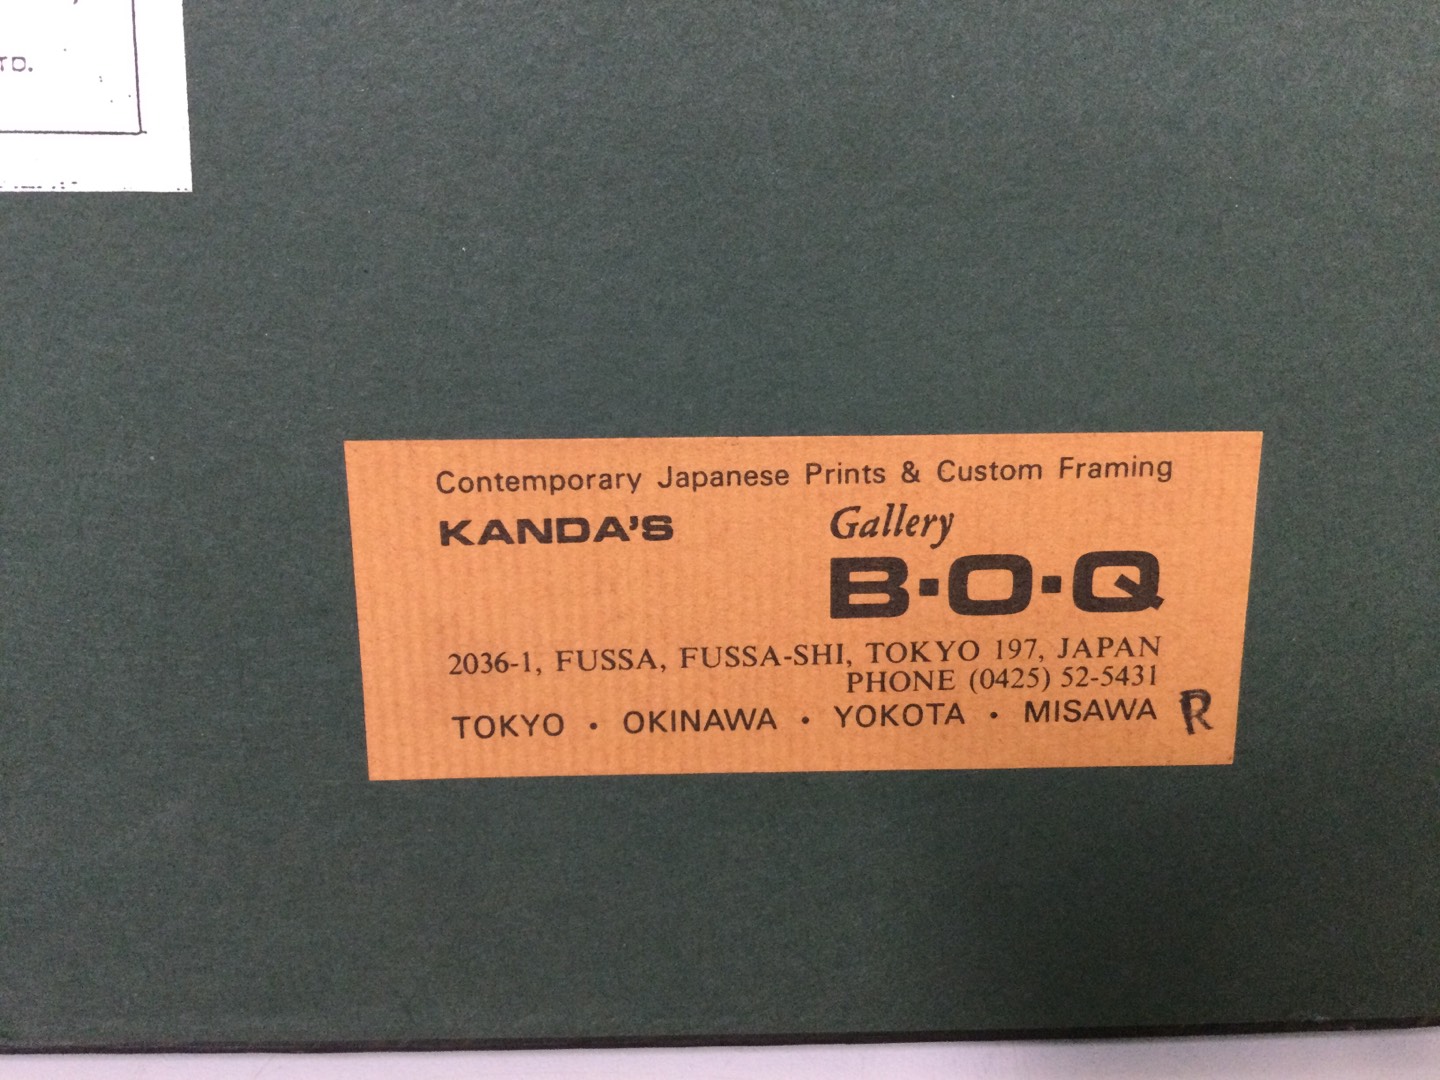 TD.
Contemporary Japanese Prints & Custom Framing
KANDA'S Gallery
B·O·Q
2036-1, FUSSA, FUSSA-SHI, TOKYO 197, JAPAN
PHONE (0425) 52-5431
TOKYO · OKINAWA · YOKOTA · MISAWA R